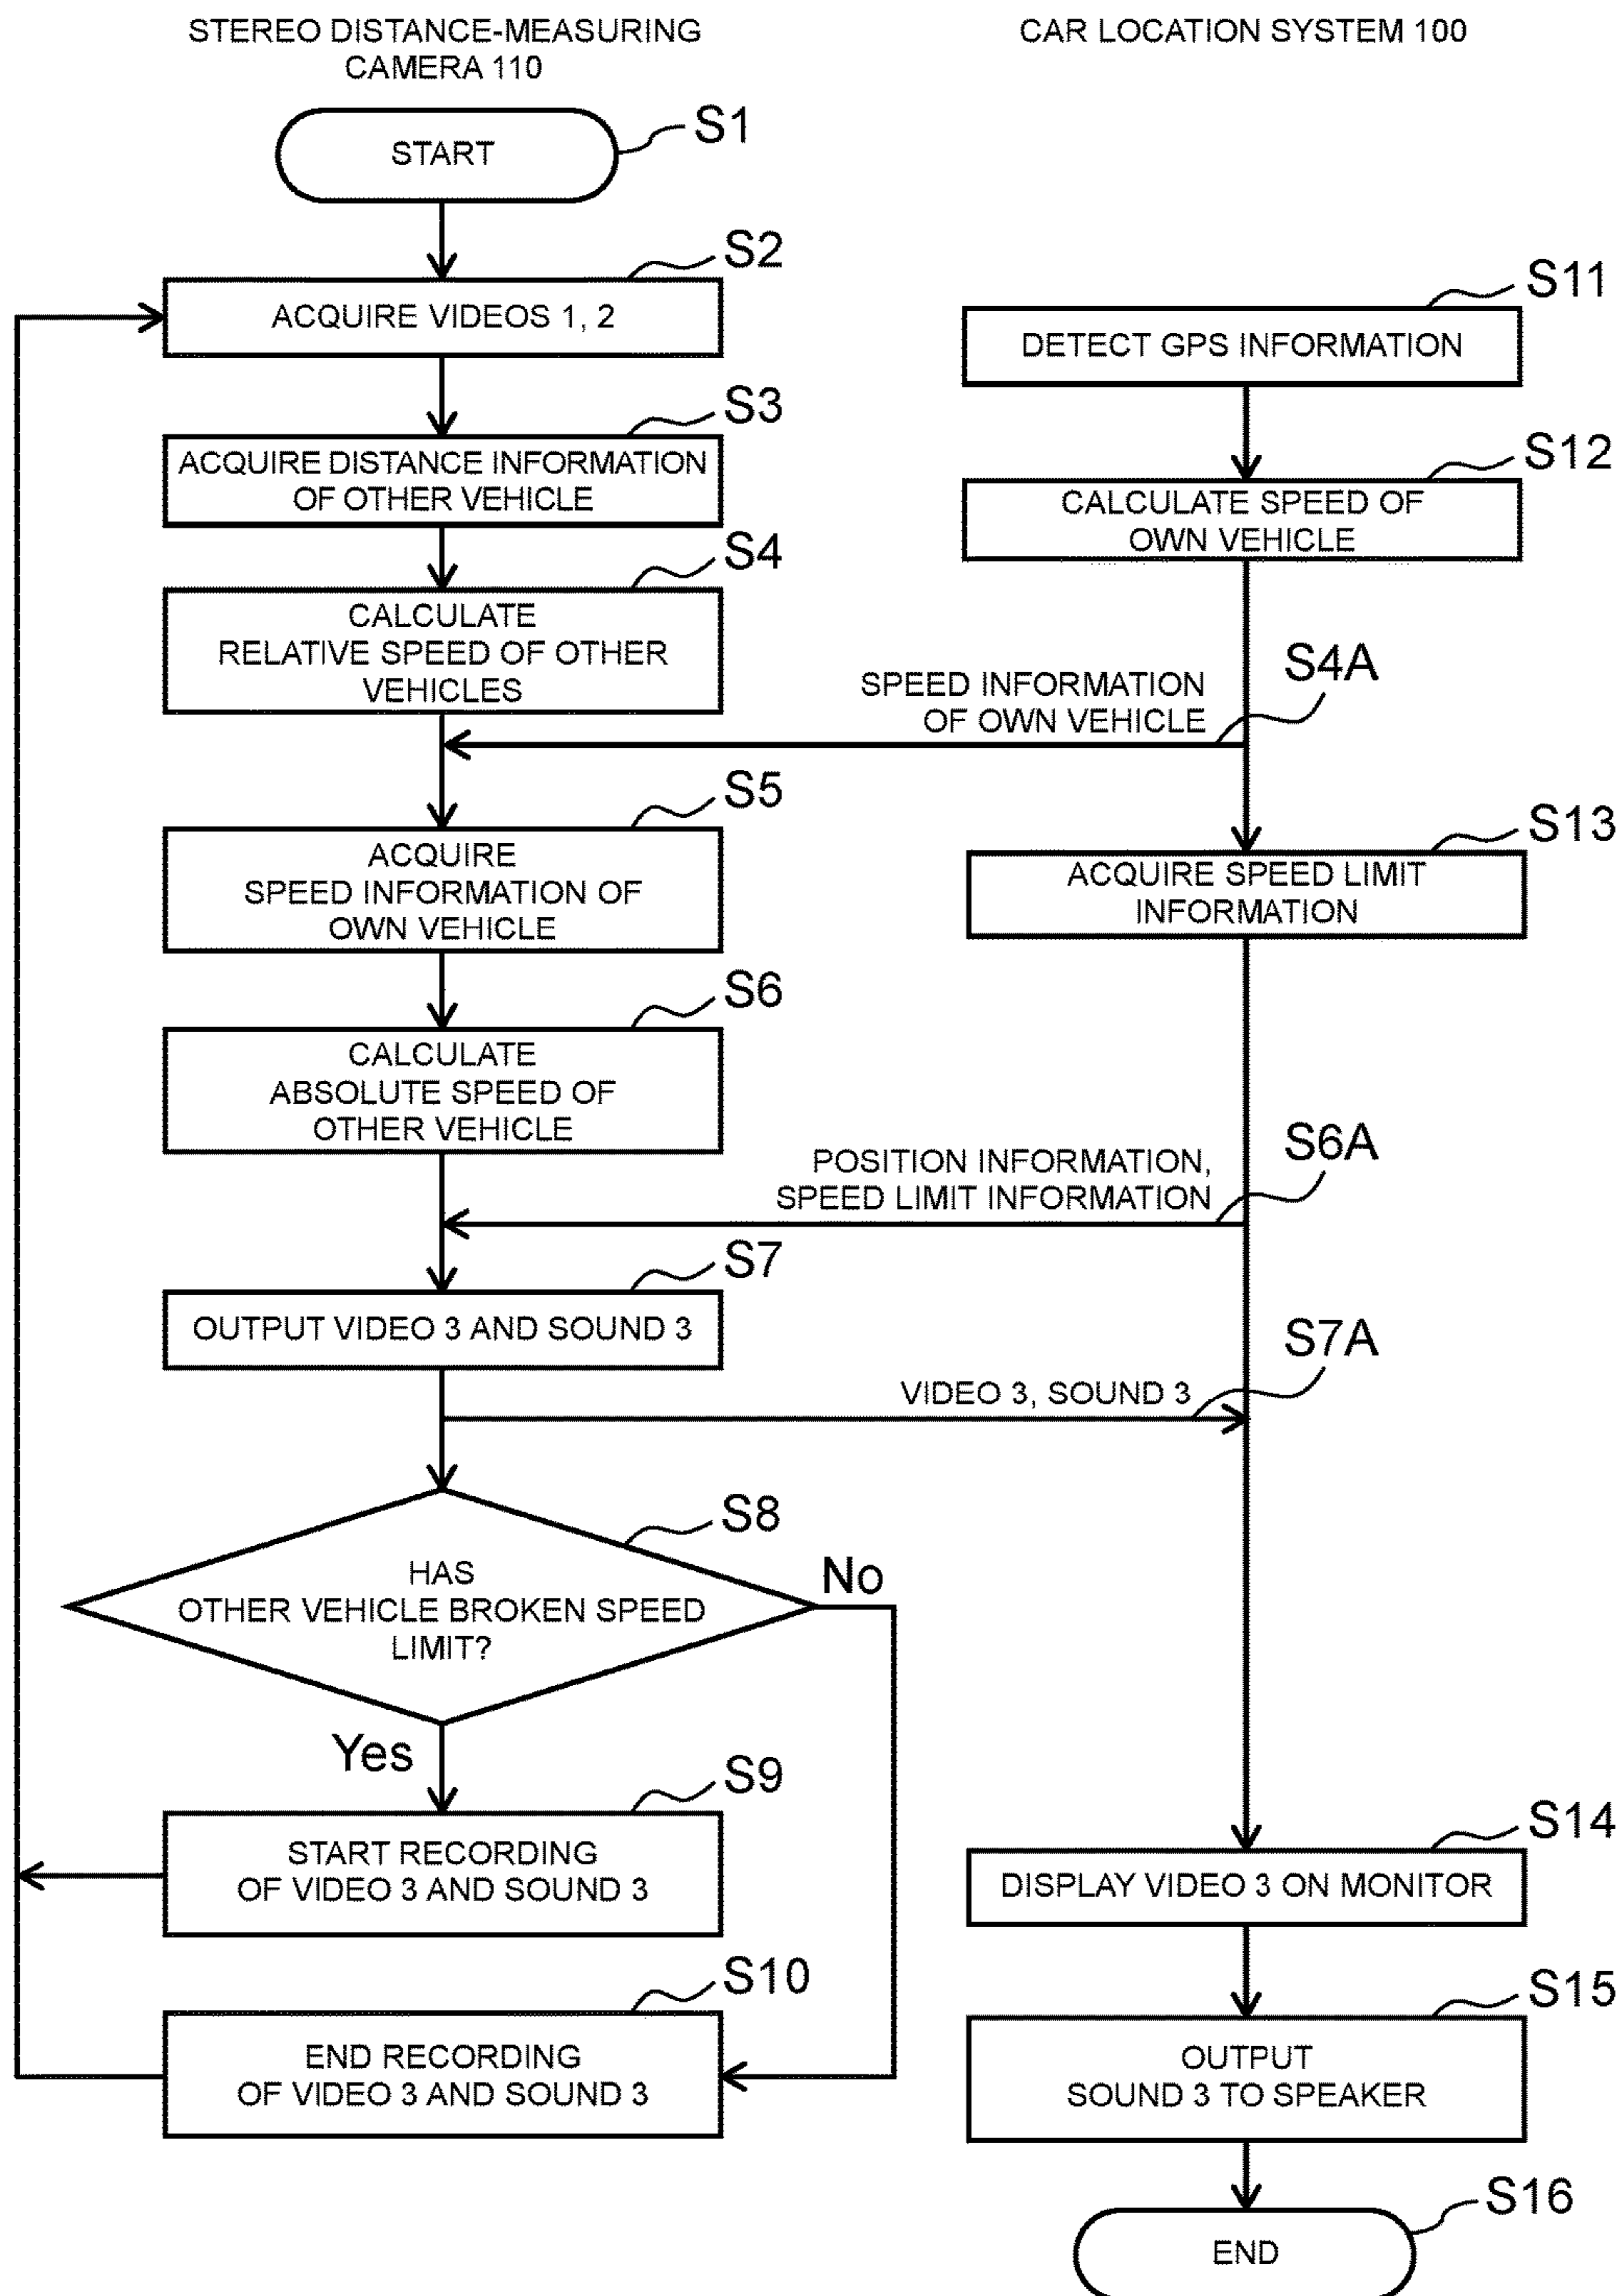 STEREO DISTANCE-MEASURING
CAMERA 110
START
S1
S2
ACQUIRE VIDEOS 1, 2
S3
ACQUIRE DISTANCE INFORMATION
OF OTHER VEHICLE
S4
CALCULATE
RELATIVE SPEED OF OTHER
VEHICLES
S5
ACQUIRE
SPEED INFORMATION OF
OWN VEHICLE
S6
CALCULATE
ABSOLUTE SPEED OF
OTHER VEHICLE
S7
OUTPUT VIDEO 3 AND SOUND 3
S8
HAS
OTHER VEHICLE BROKEN SPEED
LIMIT?
No
Yes
S9
START RECORDING
OF VIDEO 3 AND SOUND 3
S10
END RECORDING
OF VIDEO 3 AND SOUND 3
CAR LOCATION SYSTEM 100
S11
DETECT GPS INFORMATION
S12
CALCULATE SPEED OF
OWN VEHICLE
S4A
SPEED INFORMATION
OF OWN VEHICLE
S13
ACQUIRE SPEED LIMIT
INFORMATION
S6A
POSITION INFORMATION,
SPEED LIMIT INFORMATION
S7A
VIDEO 3, SOUND 3
S14
DISPLAY VIDEO 3 ON MONITOR
S15
OUTPUT
SOUND 3 TO SPEAKER
S16
END